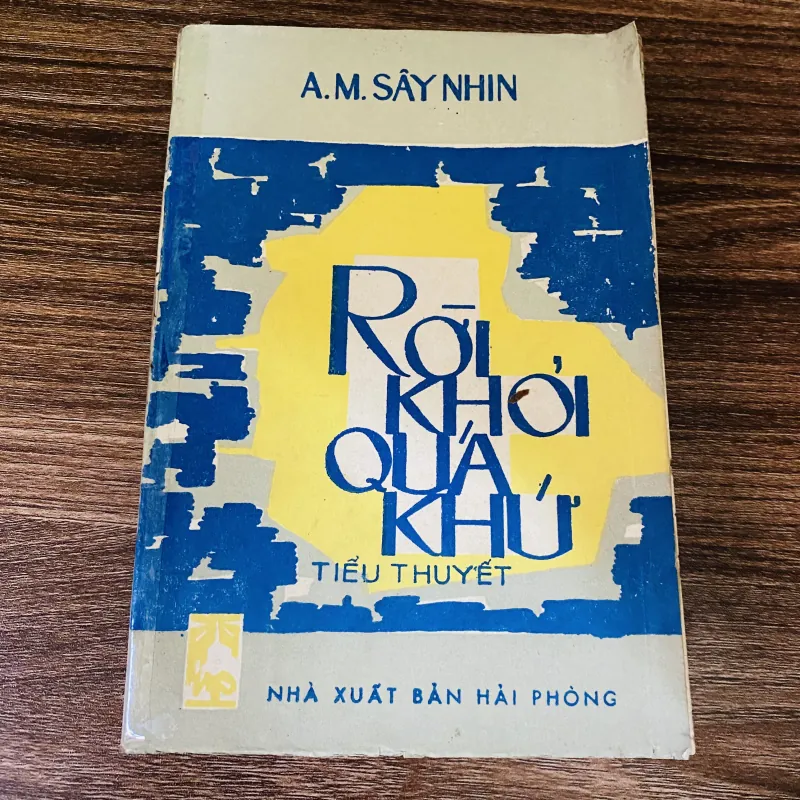 A.M. SÂY NHIN
RỜI
KHỎI
QUÁ
KHỨ
TIỂU THUYẾT
NHÀ XUẤT BẢN HẢI PHÒNG